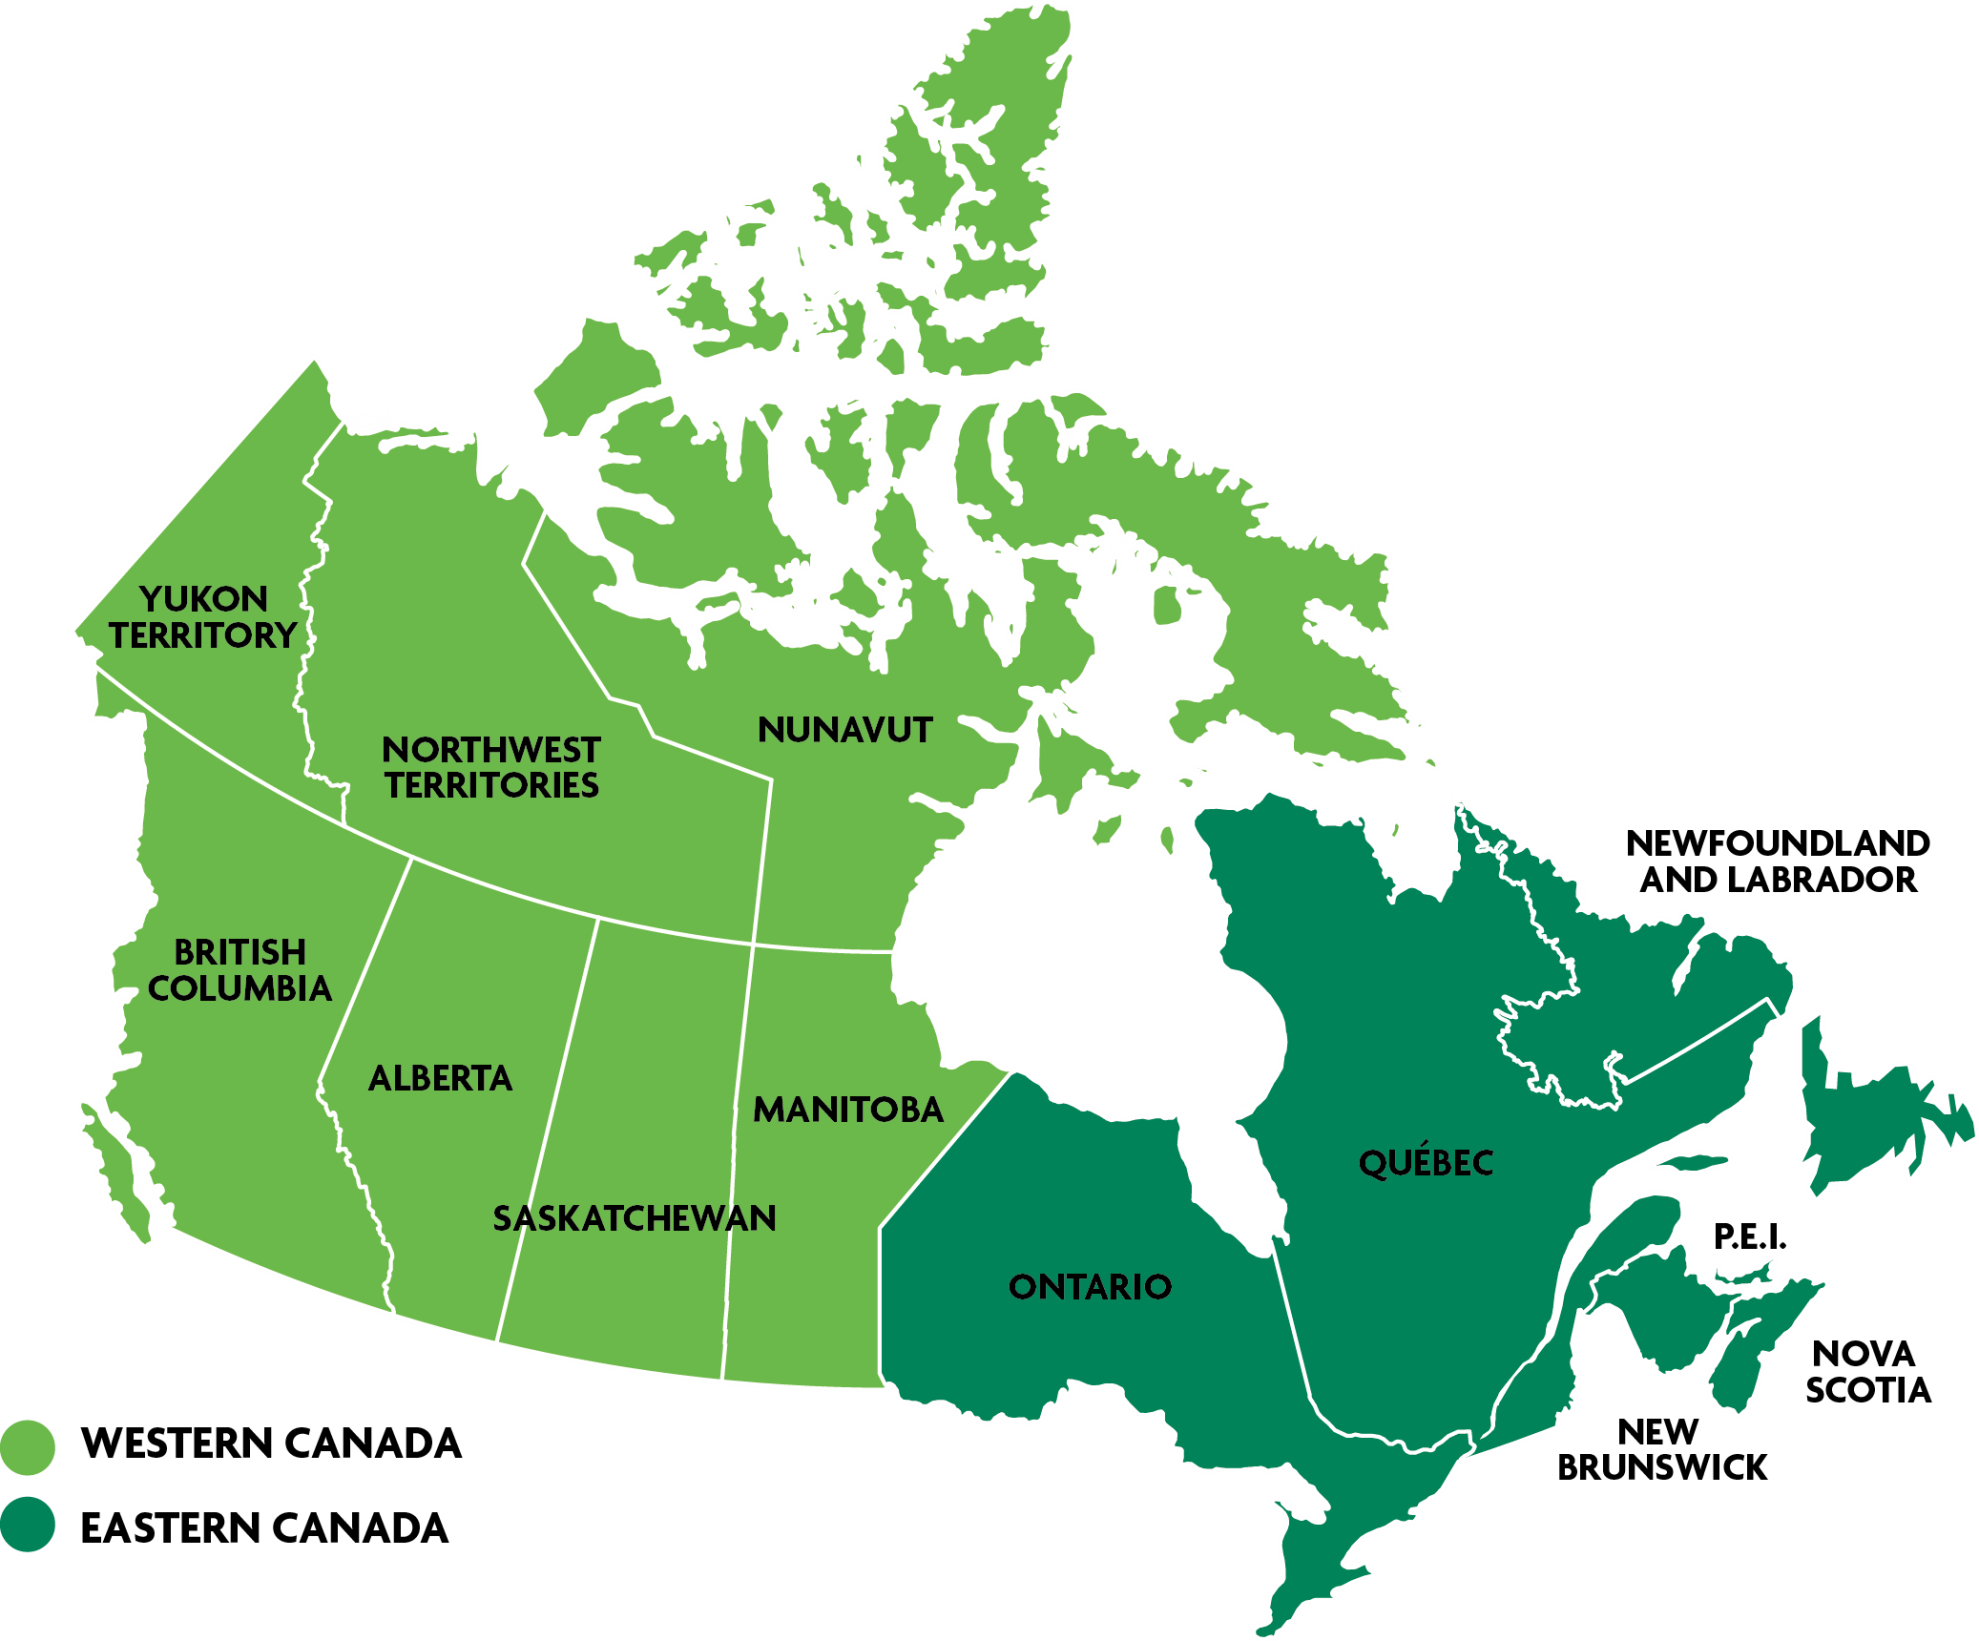 YUKON
TERRITORY
NORTHWEST
TERRITORIES
NUNAVUT
NEWFOUNDLAND
AND LABRADOR
BRITISH
COLUMBIA
ALBERTA
MANITOBA
SASKATCHEWAN
QUÉBEC
ONTARIO
P.E.I.
NOVA
SCOTIA
NEW
BRUNSWICK
WESTERN CANADA
EASTERN CANADA